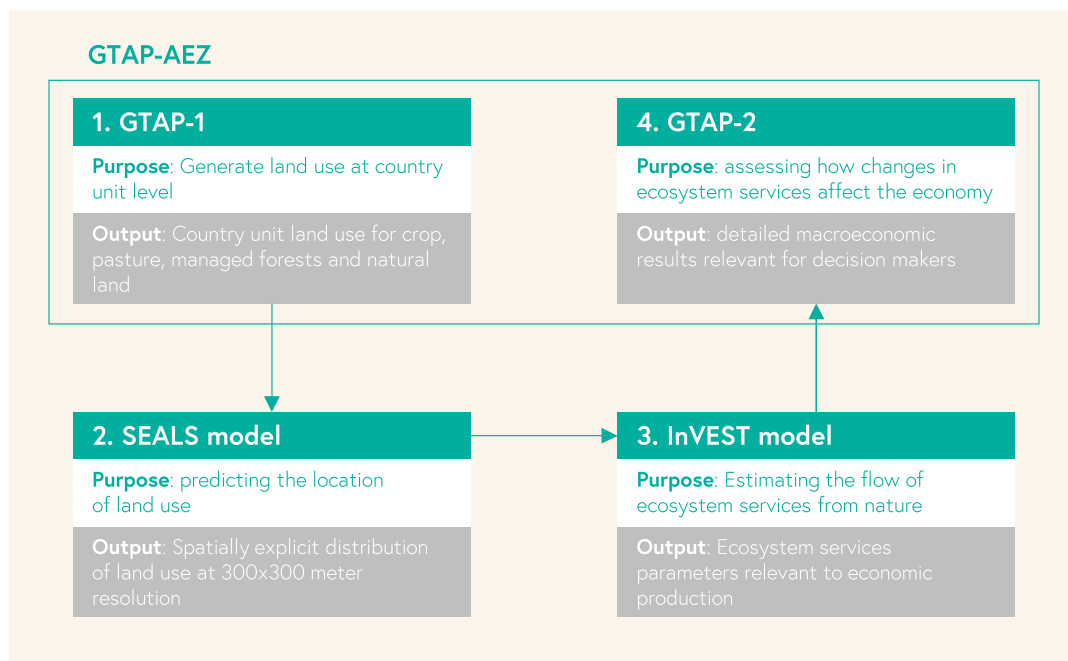 GTAP-AEZ
1. GTAP-1
Purpose: Generate land use at country
unit level
Output: Country unit land use for crop,
pasture, managed forests and natural
land
4. GTAP-2
Purpose: assessing how changes in
ecosystem services affect the economy
Output: detailed macroeconomic
results relevant for decision makers
2. SEALS model
Purpose: predicting the location
of land use
Output: Spatially explicit distribution
of land use at 300x300 meter
resolution
3. InVEST model
Purpose: Estimating the flow of
ecosystem services from nature
Output: Ecosystem services
parameters relevant to economic
production